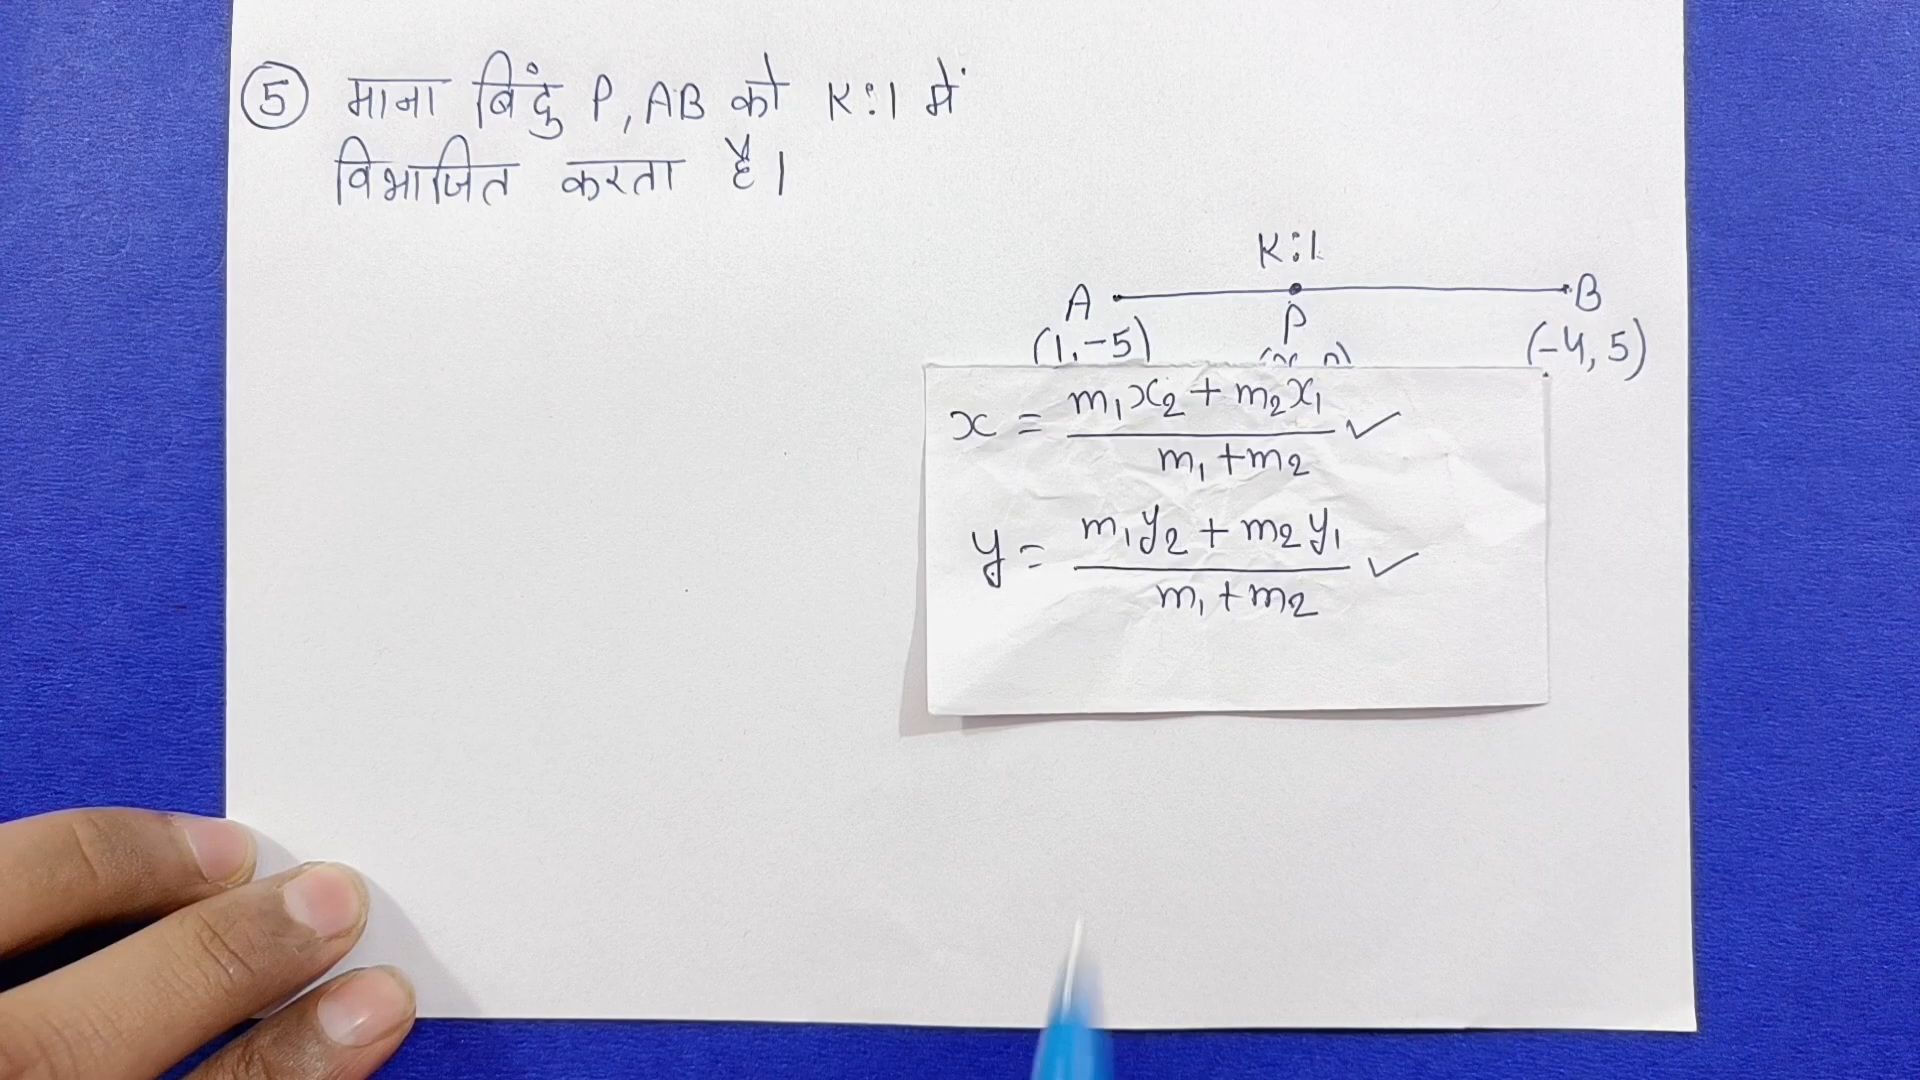 ⑤ माना बिंदु P, AB को K:1 में
विभाजित करता है।
K:1
A B
P
(1,-5) (-4,5)
x = m₁x₂ + m₂x₁ ✓
m₁ + m₂
y = m₁y₂ + m₂y₁ ✓
m₁ + m₂